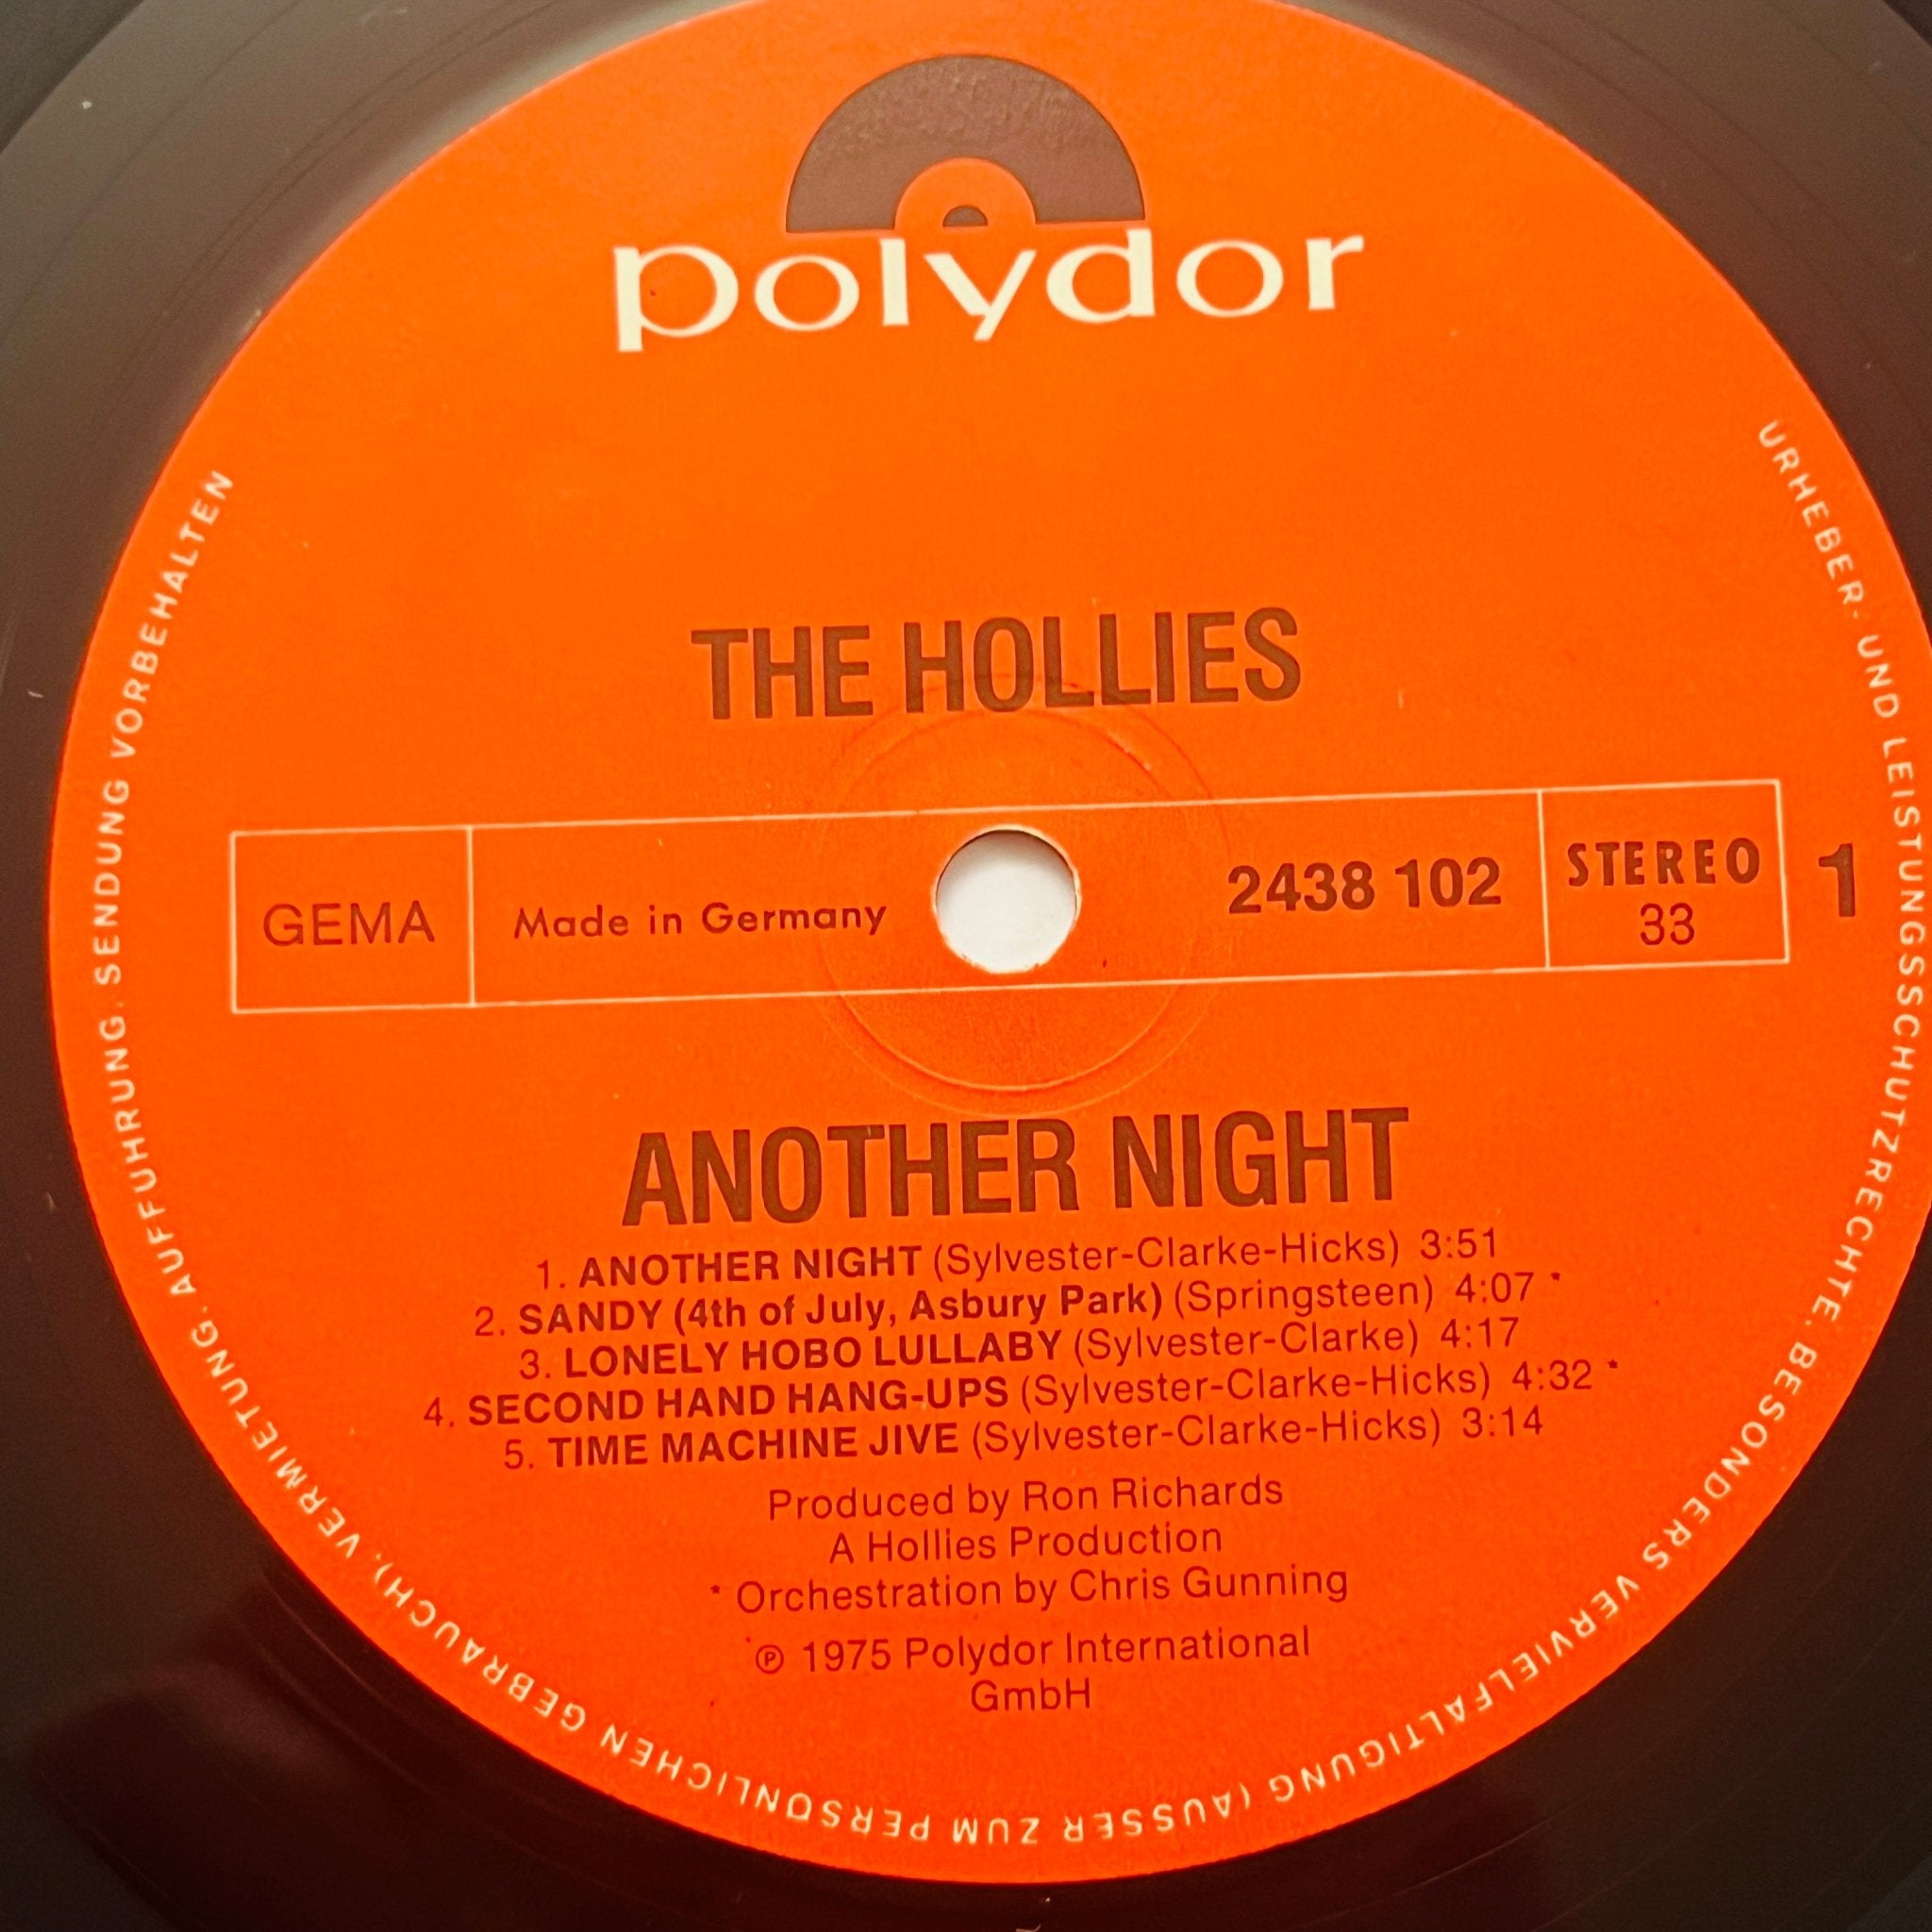 polydor
THE HOLLIES
GEMA
Made in Germany
2438 102
STEREO
33
1
ANOTHER NIGHT
1. ANOTHER NIGHT (Sylvester-Clarke-Hicks) 3:51
2. SANDY (4th of July, Asbury Park) (Springsteen) 4:07 *
3. LONELY HOBO LULLABY (Sylvester-Clarke) 4:17
4. SECOND HAND HANG-UPS (Sylvester-Clarke-Hicks) 4:32 *
5. TIME MACHINE JIVE (Sylvester-Clarke-Hicks) 3:14
Produced by Ron Richards
A Hollies Production
* Orchestration by Chris Gunning
℗ 1975 Polydor International
GmbH
URHEBER- UND LEISTUNGSSCHUTZRECHTE, BESONDERS VERVIELFÄLTIGUNG (AUSSER ZUM PERSÖNLICHEN GEBRAUCH), VERMIETUNG, AUFFÜHRUNG, SENDUNG VORBEHALTEN